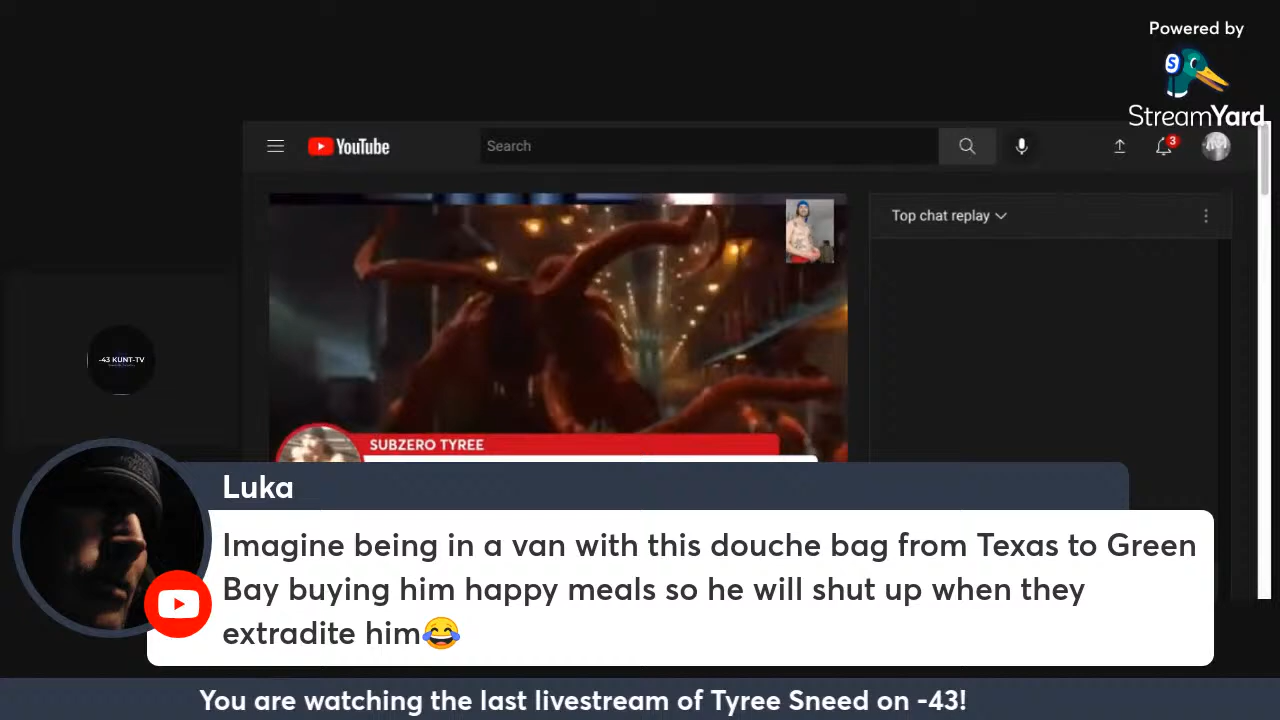 Powered by
StreamYard
YouTube
Search
3
Top chat replay
-43 KUNT-TV
SUBZERO TYREE
Luka
Imagine being in a van with this douche bag from Texas to Green
Bay buying him happy meals so he will shut up when they
extradite him😂
You are watching the last livestream of Tyree Sneed on -43!